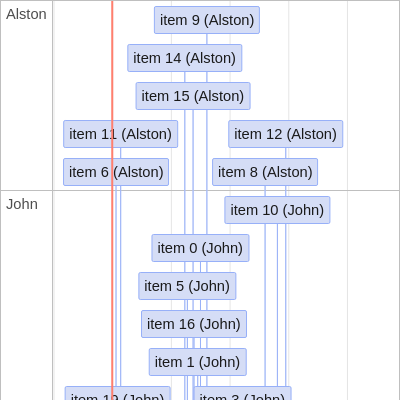 Alston
item 9 (Alston)
item 14 (Alston)
item 15 (Alston)
item 11 (Alston)
item 12 (Alston)
item 6 (Alston)
item 8 (Alston)
John
item 10 (John)
item 0 (John)
item 5 (John)
item 16 (John)
item 1 (John)
item 19 (John)
item 3 (John)